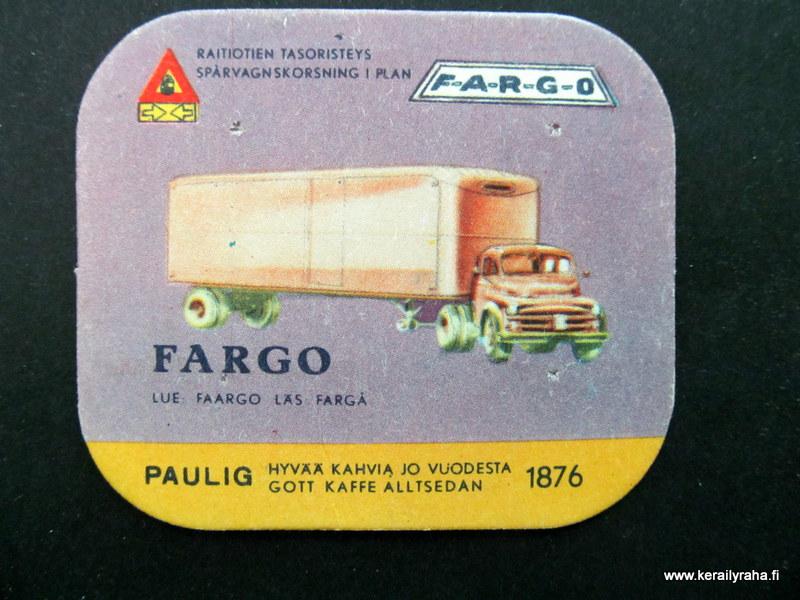 RAITIOTIEN TASORISTEYS
SPÅRVAGNSKORSNING I PLAN
F-A-R-G-O
FARGO
LUE: FAARGO LÄS FARGÅ
PAULIG HYVÄÄ KAHVIA JO VUODESTA 1876
GOTT KAFFE ALLTSEDAN
www.kerailyraha.fi